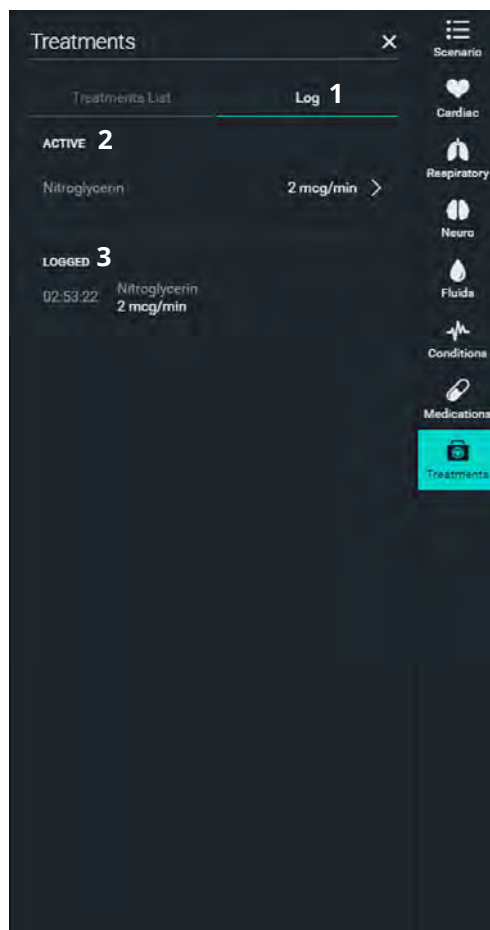 Treatments
Treatments List
Log 1
ACTIVE 2
Nitroglycerin
2 mcg/min
LOGGED 3
02:53:22
Nitroglycerin
2 mcg/min
Scenario
Cardiac
Respiratory
Neuro
Fluids
Conditions
Medications
Treatments